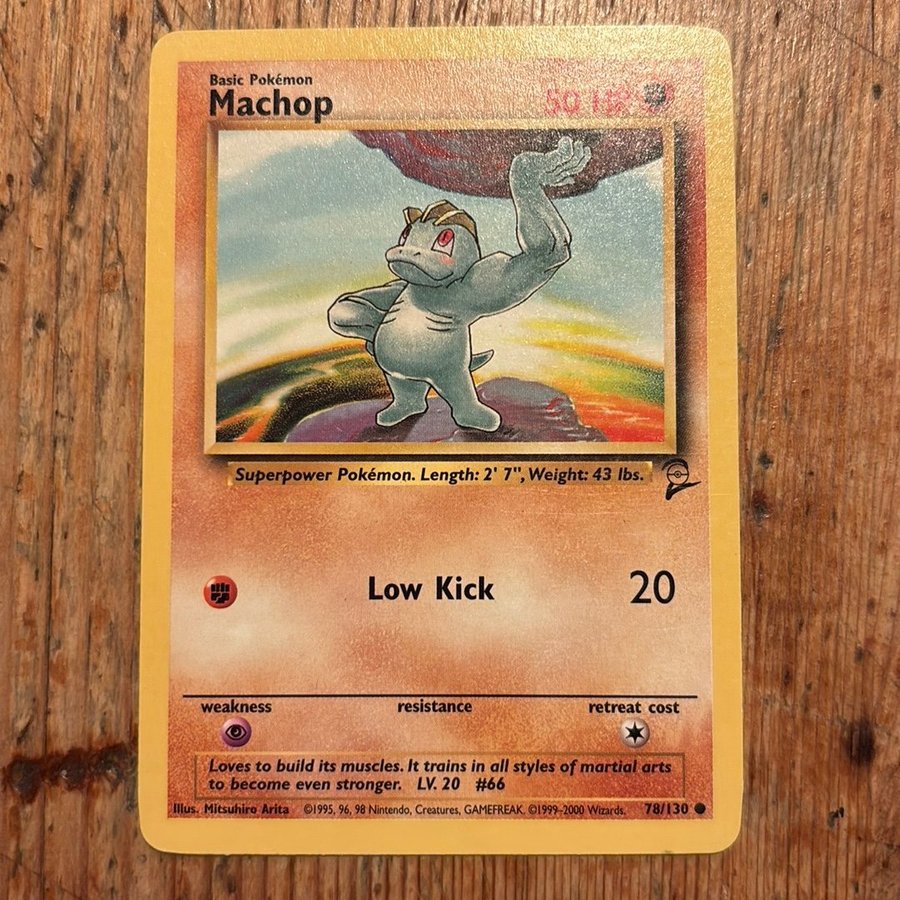 Basic Pokémon
Machop
50 HP
Superpower Pokémon. Length: 2' 7", Weight: 43 lbs.
Low Kick
20
weakness
resistance
retreat cost
Loves to build its muscles. It trains in all styles of martial arts
to become even stronger. LV. 20 #66
Illus. Mitsuhiro Arita ©1995, 96, 98 Nintendo, Creatures, GAMEFREAK. ©1999–2000 Wizards. 78/130